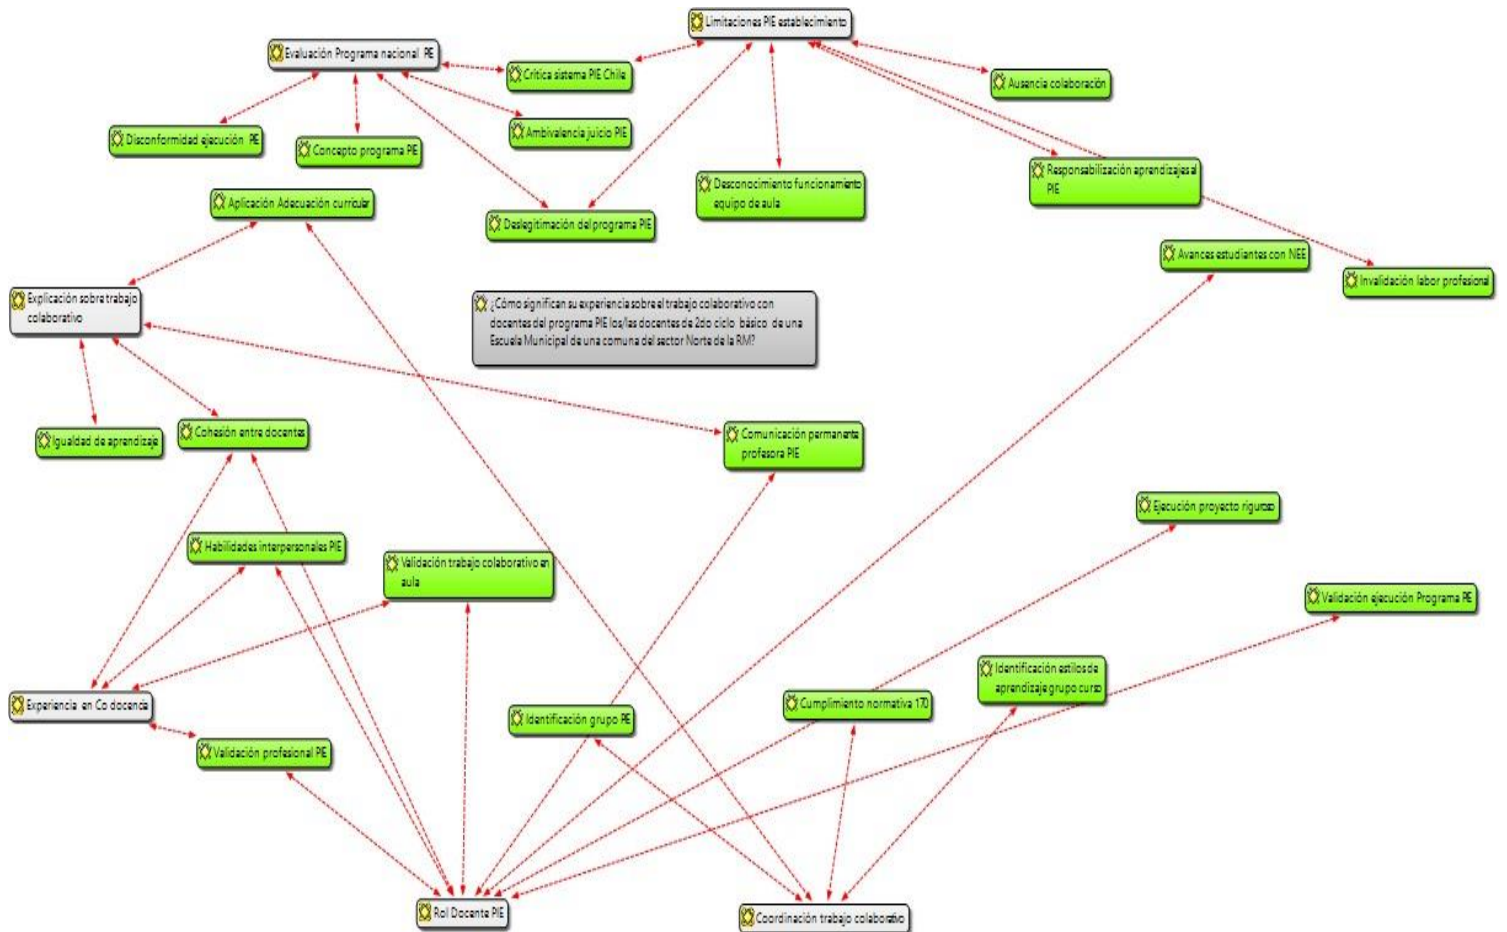 Limitaciones PIE establecimiento
Evaluación Programa nacional PIE
Critica sistema PIE Chile
Ausencia colaboración
Disconformidad ejecución PIE
Concepto programa PIE
Ambivalencia juicio PIE
Desconocimiento funcionamiento
equipo de aula
Responsabilización aprendizajes al
PIE
Aplicación Adecuación curricular
Deslegitimación del programa PIE
Avances estudiantes con NEE
Invalidación labor profesional
Explicación sobre trabajo
colaborativo
¿Cómo significan su experiencia sobre el trabajo colaborativo con
docentes del programa PIE los/las docentes de 2do ciclo básico de una
Escuela Municipal de una comuna del sector Norte de la RM?
Igualdad de aprendizaje
Cohesión entre docentes
Comunicación permanente
profesora PIE
Ejecución proyecto riguroso
Habilidades interpersonales PIE
Validación trabajo colaborativo en
aula
Validación ejecución Programa PIE
Identificación estilos de
aprendizaje grupo curso
Experiencia en Co docencia
Identificación grupo PIE
Cumplimiento normativa 170
Validación profesional PIE
Rol Docente PIE
Coordinación trabajo colaborativo